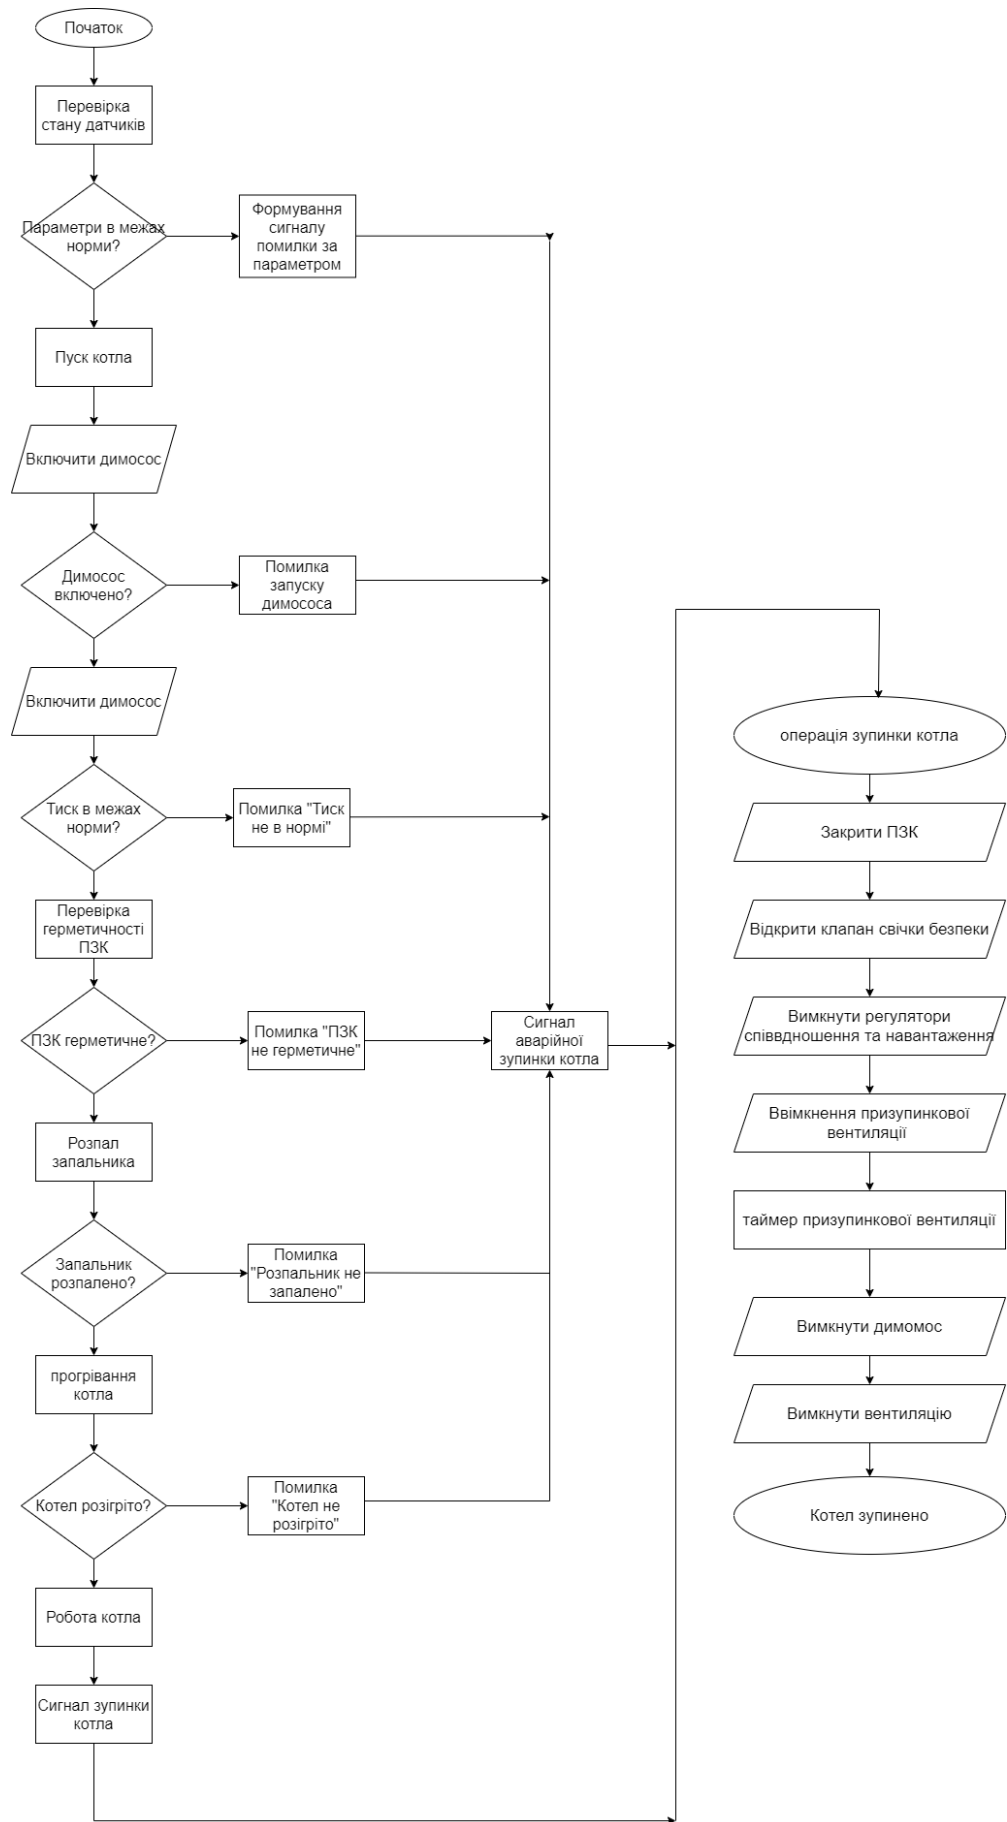 Початок
Перевірка
стану датчиків
Параметри в межах
норми?
Формування
сигналу
помилки за
параметром
Пуск котла
Включити димосос
Димосос
включено?
Помилка
запуску
димососа
Включити димосос
Тиск в межах
норми?
Помилка "Тиск
не в нормі"
Перевірка
герметичності
ПЗК
ПЗК герметичне?
Помилка "ПЗК
не герметичне"
Сигнал
аварійної
зупинки котла
Розпал
запальника
Запальник
розпалено?
Помилка
"Розпальник не
запалено"
прогрівання
котла
Котел розігріто?
Помилка
"Котел не
розігріто"
Робота котла
Сигнал зупинки
котла
операція зупинки котла
Закрити ПЗК
Відкрити клапан свічки безпеки
Вимкнути регулятори
співвдношення та навантаження
Ввімкнення призупинкової
вентиляції
таймер призупинкової вентиляції
Вимкнути димомос
Вимкнути вентиляцію
Котел зупинено